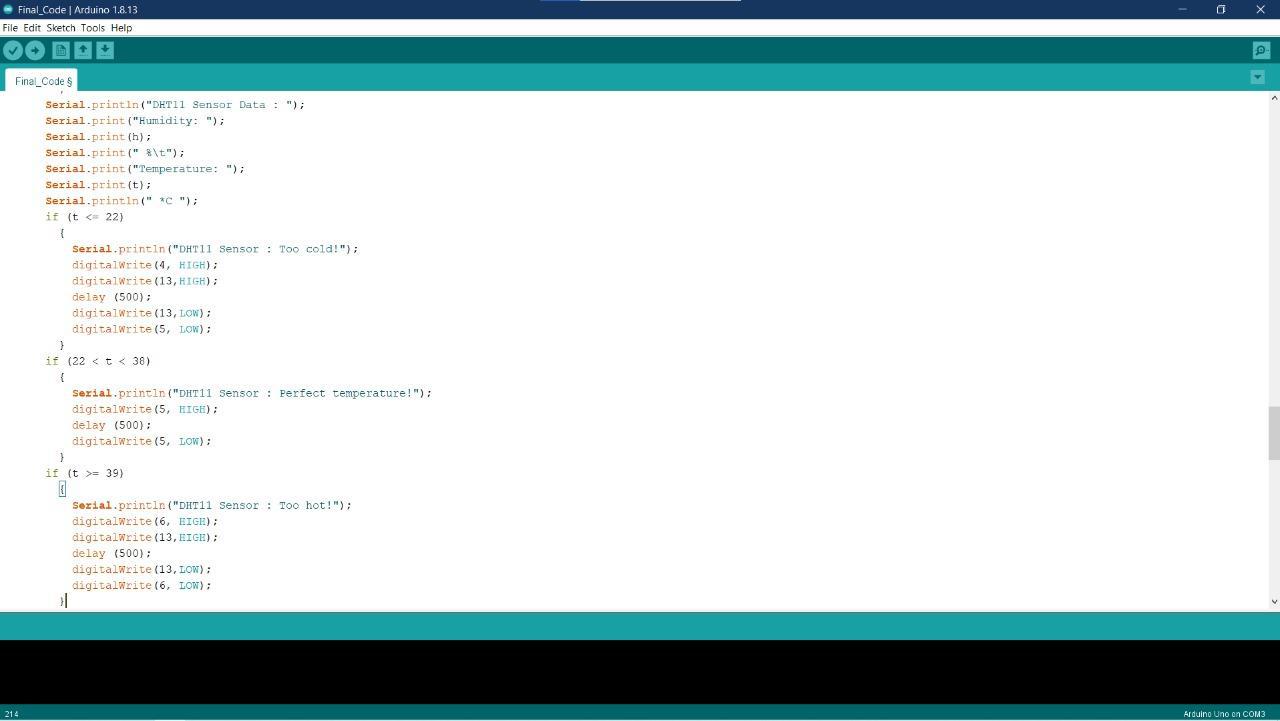 Final_Code | Arduino 1.8.13
File Edit Sketch Tools Help
Final_Code §
Serial.println("DHT11 Sensor Data : ");
Serial.print("Humidity: ");
Serial.print(h);
Serial.print(" %\t");
Serial.print("Temperature: ");
Serial.print(t);
Serial.println(" *C ");
if (t <= 22)
{
Serial.println("DHT11 Sensor : Too cold!");
digitalWrite(4, HIGH);
digitalWrite(13,HIGH);
delay (500);
digitalWrite(13,LOW);
digitalWrite(5, LOW);
}
if (22 < t < 38)
{
Serial.println("DHT11 Sensor : Perfect temperature!");
digitalWrite(5, HIGH);
delay (500);
digitalWrite(5, LOW);
}
if (t >= 39)
{
Serial.println("DHT11 Sensor : Too hot!");
digitalWrite(6, HIGH);
digitalWrite(13,HIGH);
delay (500);
digitalWrite(13,LOW);
digitalWrite(6, LOW);
}
214
Arduino Uno on COM3